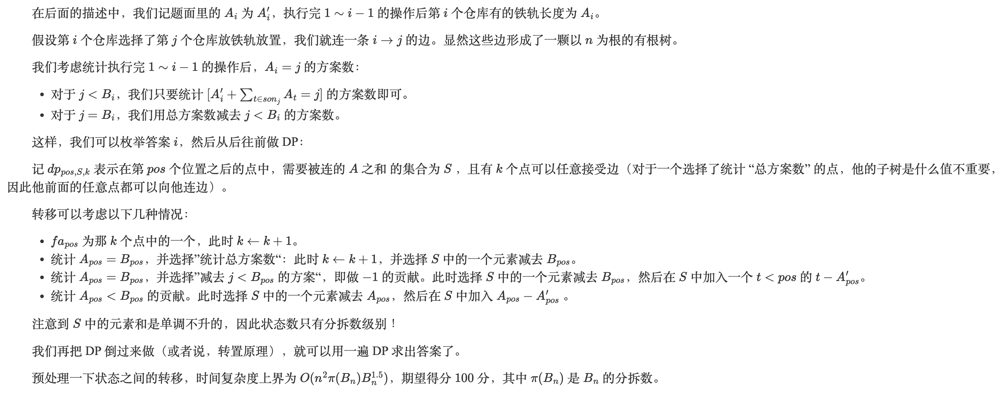 在后面的描述中，我们记题面里的 $A_i$ 为 $A'_i$，执行完 $1 \sim i-1$ 的操作后第 $i$ 个仓库有的铁轨长度为 $A_i$。
假设第 $i$ 个仓库选择了第 $j$ 个仓库放铁轨放置，我们就连一条 $i \to j$ 的边。显然这些边形成了一颗以 $n$ 为根的有根树。
我们考虑统计执行完 $1 \sim i-1$ 的操作后，$A_i = j$ 的方案数：
• 对于 $j < B_i$，我们只要统计 $[A'_i + \sum_{t \in son_j} A_t = j]$ 的方案数即可。
• 对于 $j = B_i$，我们用总方案数减去 $j < B_i$ 的方案数。
这样，我们可以枚举答案 $i$，然后从后往前做 DP：
记 $dp_{pos,S,k}$ 表示在第 $pos$ 个位置之后的点中，需要被连的 $A$ 之和 的集合为 $S$ ，且有 $k$ 个点可以任意接受边（对于一个选择了统计 “总方案数” 的点，他的子树是什么值不重要，
因此他前面的任意点都可以向他连边）。
转移可以考虑以下几种情况：
• $fa_{pos}$ 为那 $k$ 个点中的一个，此时 $k \leftarrow k+1$。
• 统计 $A_{pos} = B_{pos}$，并选择”统计总方案数“：此时 $k \leftarrow k+1$，并选择 $S$ 中的一个元素减去 $B_{pos}$。
• 统计 $A_{pos} = B_{pos}$，并选择”减去 $j < B_{pos}$ 的方案“，即做 $-1$ 的贡献。此时选择 $S$ 中的一个元素减去 $B_{pos}$，然后在 $S$ 中加入一个 $t < pos$ 的 $t - A'_{pos}$。
• 统计 $A_{pos} < B_{pos}$ 的贡献。此时选择 $S$ 中的一个元素减去 $A_{pos}$，然后在 $S$ 中加入 $A_{pos} - A'_{pos}$ 。
注意到 $S$ 中的元素和是单调不升的，因此状态数只有分拆数级别！
我们再把 DP 倒过来做（或者说，转置原理），就可以用一遍 DP 求出答案了。
预处理一下状态之间的转移，时间复杂度上界为 $O(n^2\pi(B_n)B_n^{1.5})$，期望得分 100 分，其中 $\pi(B_n)$ 是 $B_n$ 的分拆数。